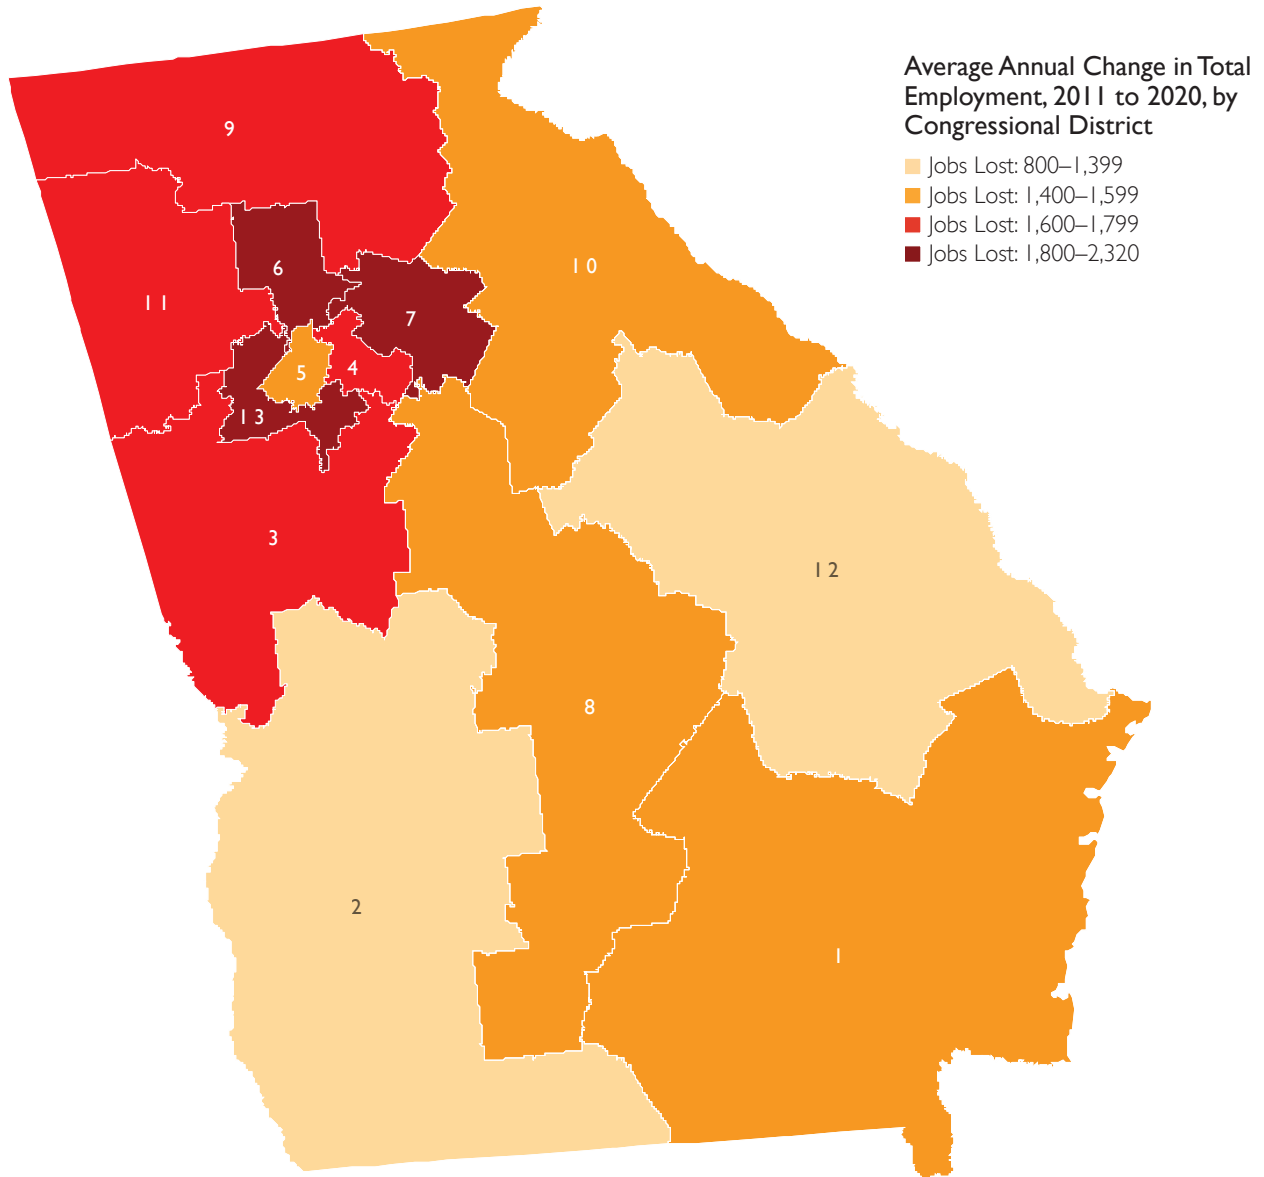 Average Annual Change in Total
Employment, 2011 to 2020, by
Congressional District
Jobs Lost: 800–1,399
Jobs Lost: 1,400–1,599
Jobs Lost: 1,600–1,799
Jobs Lost: 1,800–2,320
9
6
10
11
7
5
4
13
3
12
8
2
1